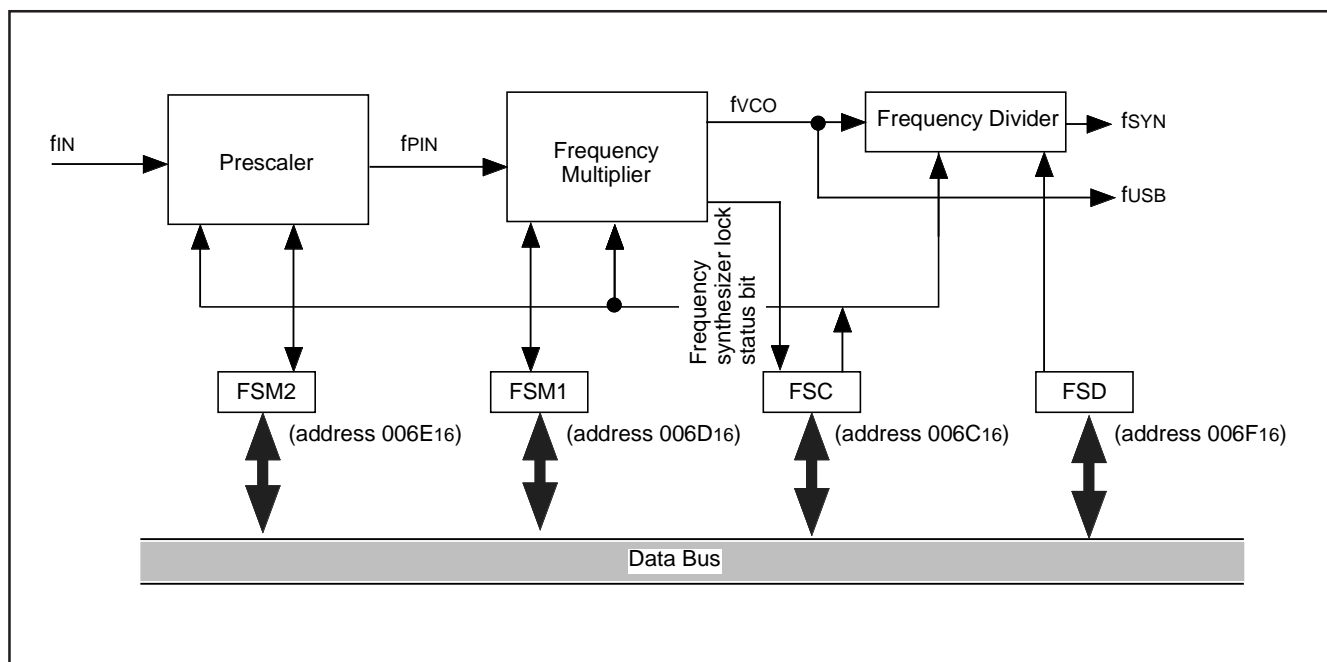 fIN
Prescaler
fPIN
Frequency
Multiplier
fVCO
Frequency Divider
fSYN
fUSB
Frequency
synthesizer lock
status bit
FSM2
(address 006E16)
FSM1
(address 006D16)
FSC
(address 006C16)
FSD
(address 006F16)
Data Bus